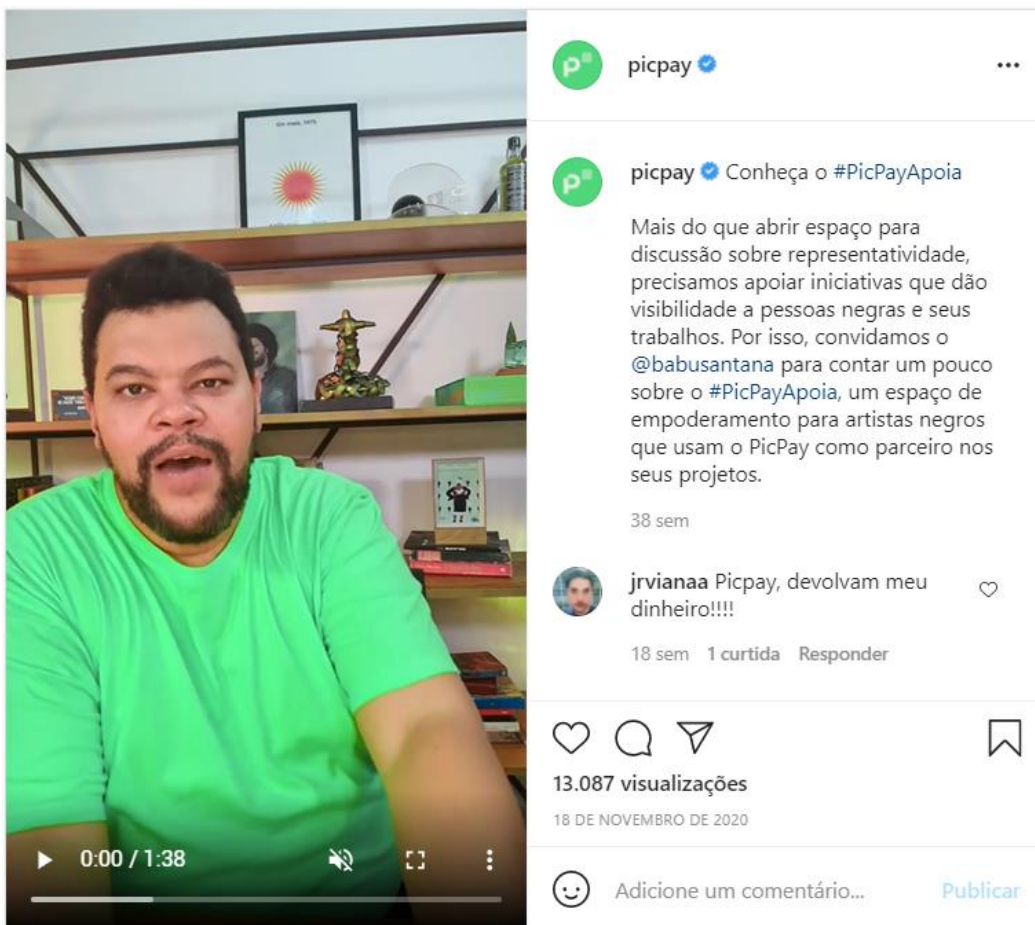 Em maio, 1975
picpay
picpay Conheça o #PicPayApoia
Mais do que abrir espaço para
discussão sobre representatividade,
precisamos apoiar iniciativas que dão
visibilidade a pessoas negras e seus
trabalhos. Por isso, convidamos o
@babusantana para contar um pouco
sobre o #PicPayApoia, um espaço de
empoderamento para artistas negros
que usam o PicPay como parceiro nos
seus projetos.
38 sem
jrvianaa Picpay, devolvam meu
dinheiro!!!!
18 sem 1 curtida Responder
13.087 visualizações
18 DE NOVEMBRO DE 2020
0:00 / 1:38
Adicione um comentário... Publicar